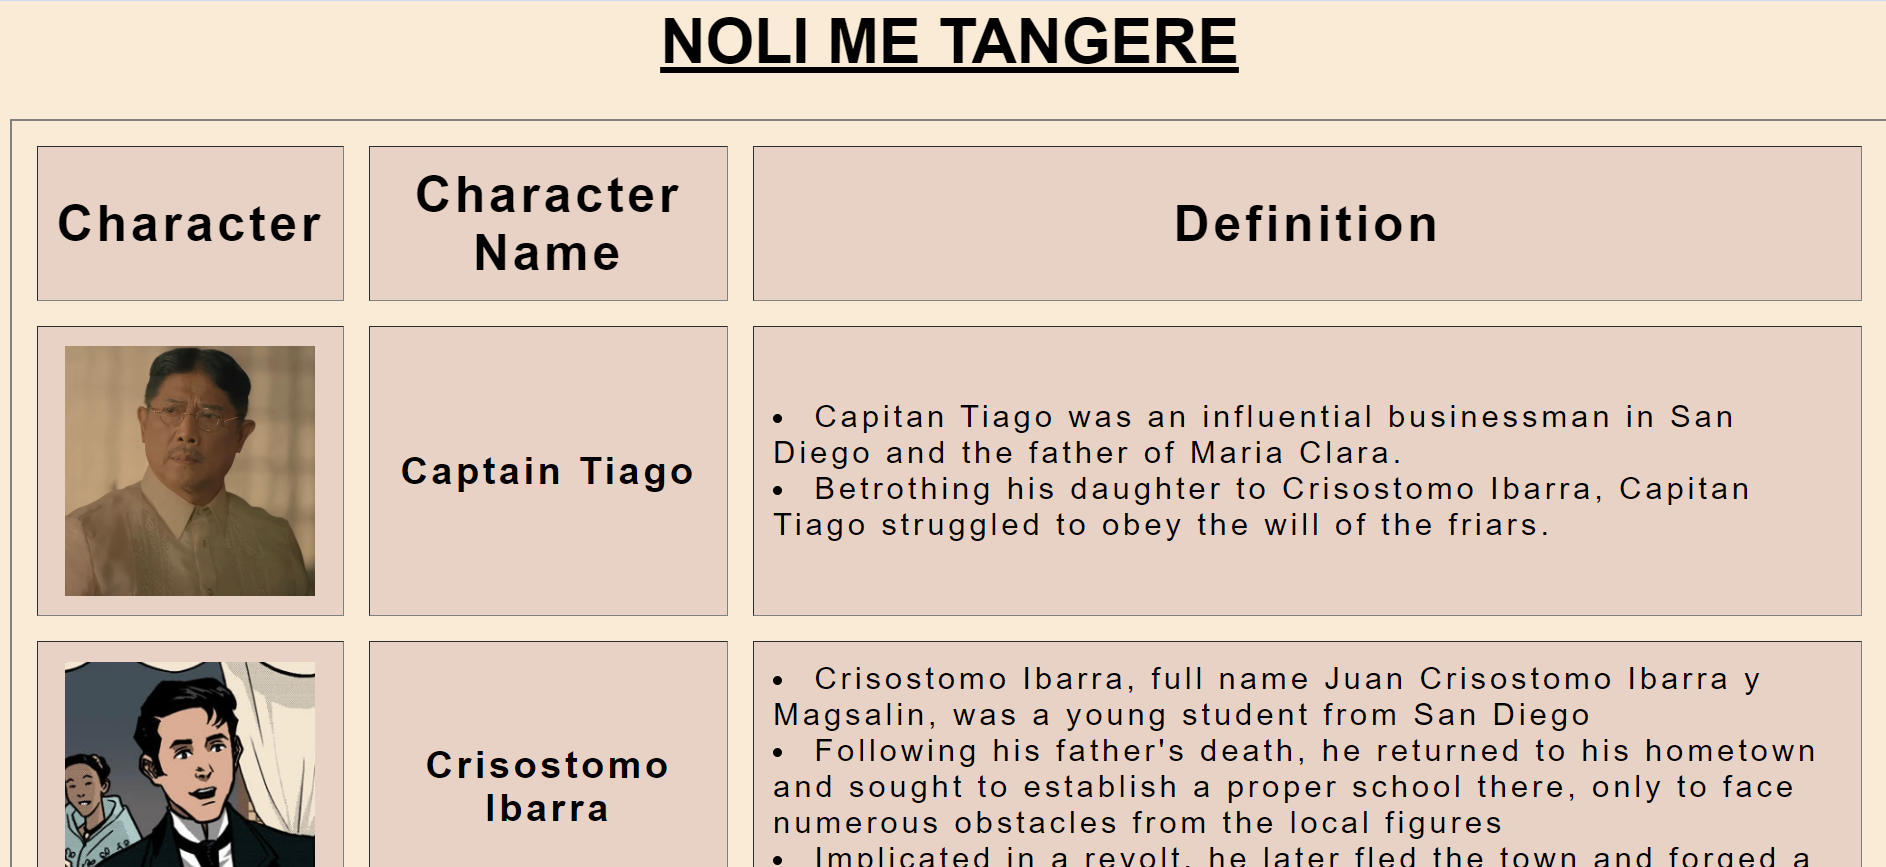 NOLI ME TANGERE
Character
Character
Name
Definition
Captain Tiago
• Capitan Tiago was an influential businessman in San
Diego and the father of Maria Clara.
• Betrothing his daughter to Crisostomo Ibarra, Capitan
Tiago struggled to obey the will of the friars.
Crisostomo
Ibarra
• Crisostomo Ibarra, full name Juan Crisostomo Ibarra y
Magsalin, was a young student from San Diego
• Following his father's death, he returned to his hometown
and sought to establish a proper school there, only to face
numerous obstacles from the local figures
• Implicated in a revolt, he later fled the town and forged a